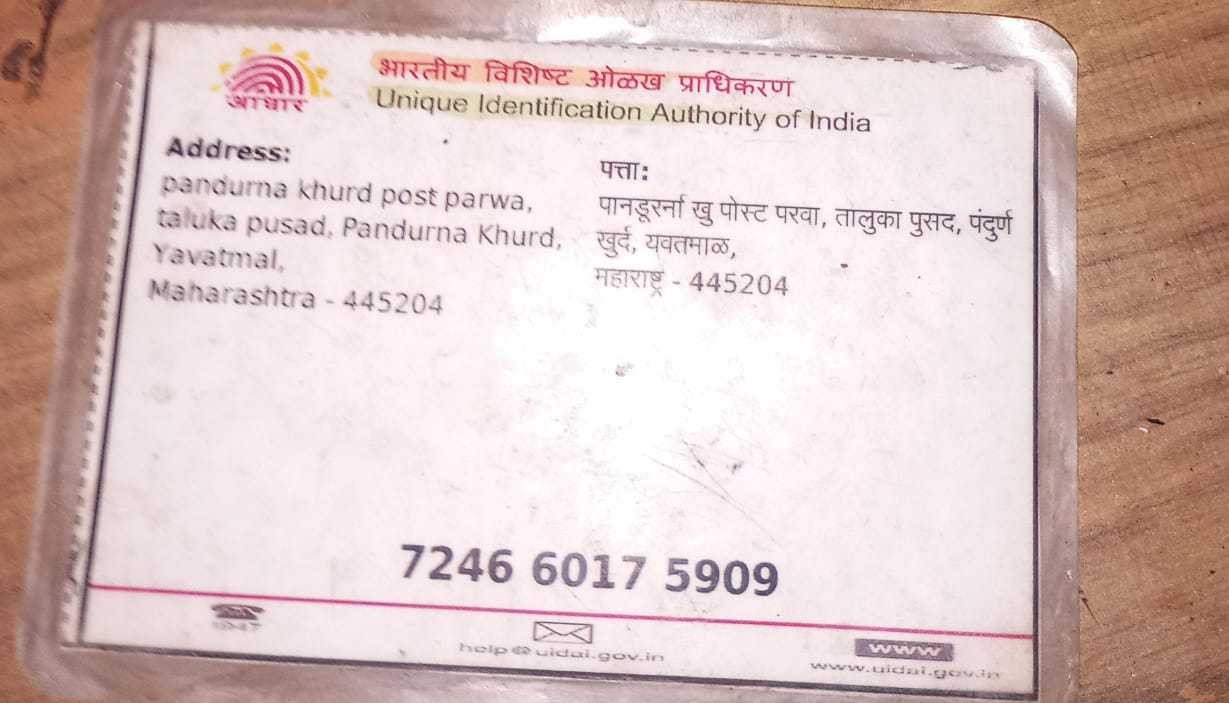 आधार
भारतीय विशिष्ट ओळख प्राधिकरण
Unique Identification Authority of India
Address:
pandurna khurd post parwa,
taluka pusad, Pandurna Khurd,
Yavatmal,
Maharashtra - 445204
पत्ता:
पानडूरर्ना खु पोस्ट परवा, तालुका पुसद, पंदुर्ण
खुर्द, यवतमाळ,
महाराष्ट्र - 445204
7246 6017 5909
1947
help@uidai.gov.in
www
www.uidai.gov.in